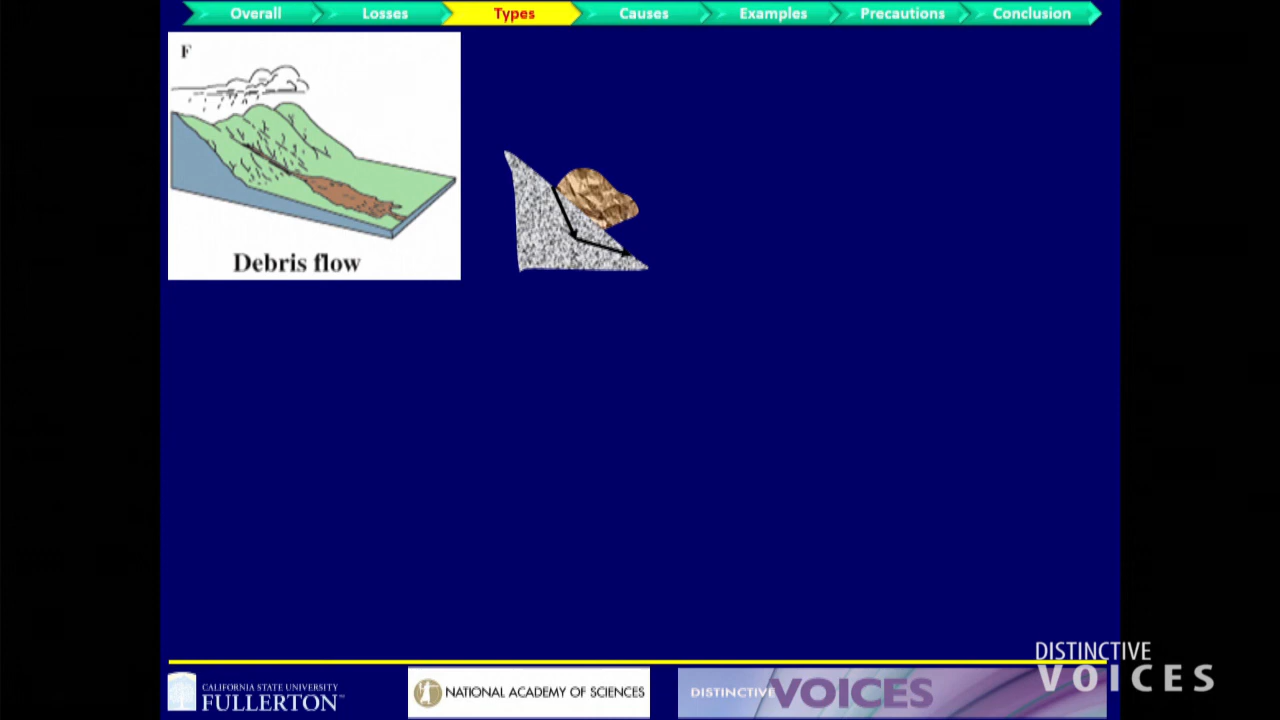 Overall
Losses
Types
Causes
Examples
Precautions
Conclusion
F
Debris flow
CALIFORNIA STATE UNIVERSITY
FULLERTON™
NATIONAL ACADEMY OF SCIENCES
DISTINCTIVE VOICES
DISTINCTIVE
VOICES